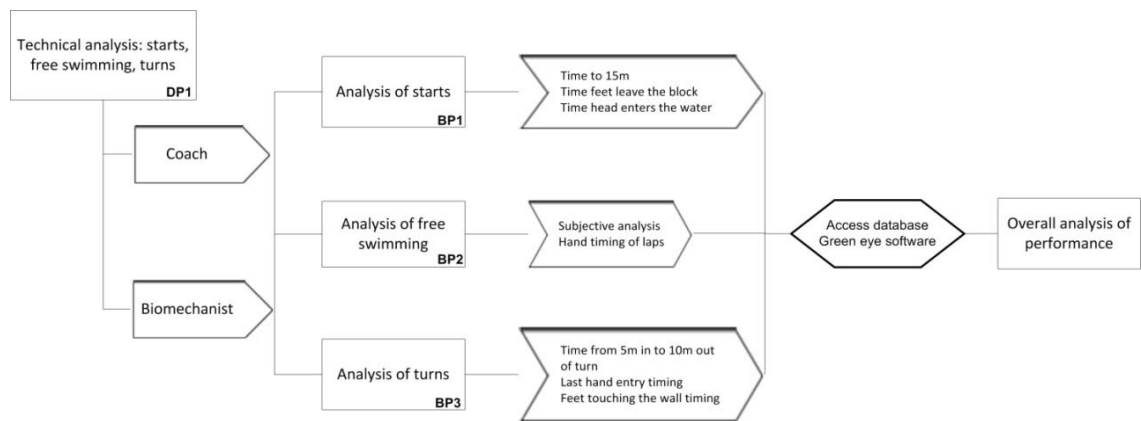 Technical analysis: starts,
free swimming, turns
DP1
Coach
Biomechanist
Analysis of starts
BP1
Time to 15m
Time feet leave the block
Time head enters the water
Analysis of free
swimming
BP2
Subjective analysis
Hand timing of laps
Analysis of turns
BP3
Time from 5m in to 10m out
of turn
Last hand entry timing
Feet touching the wall timing
Access database
Green eye software
Overall analysis of
performance